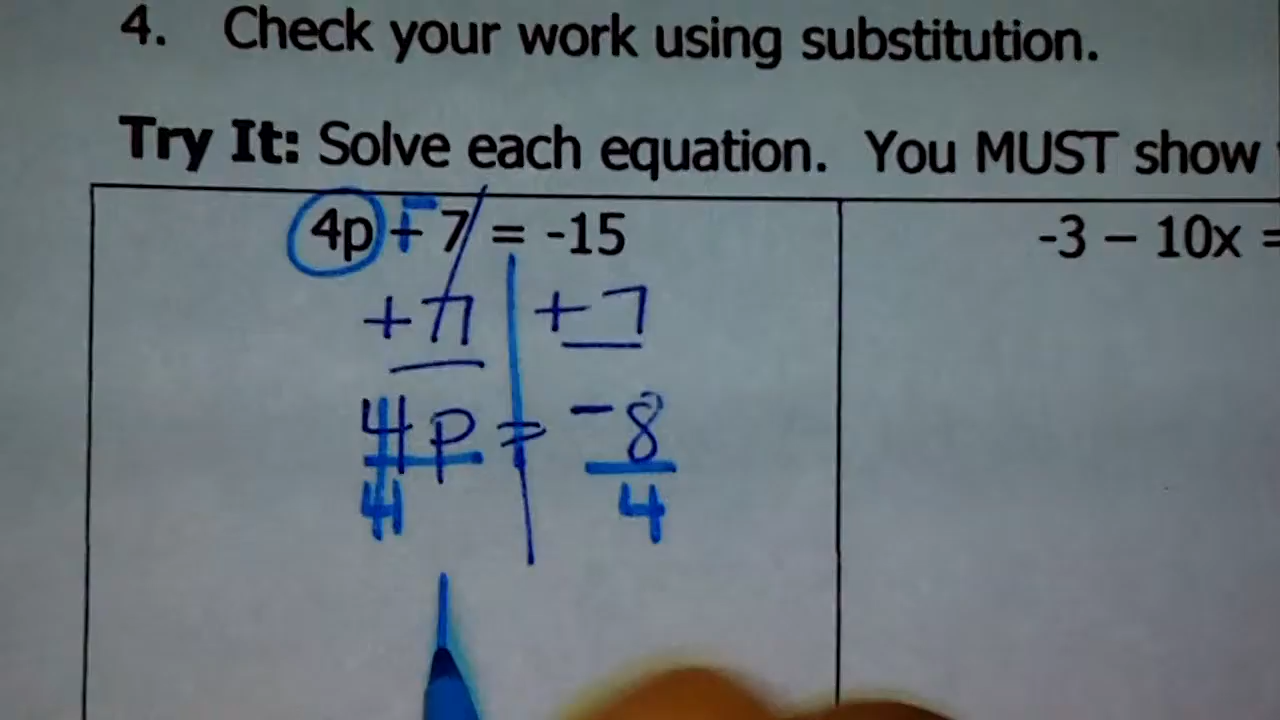 4. Check your work using substitution.
Try It: Solve each equation. You MUST show
4p - 7 = -15
-3 – 10x =
+7 +7
4p = -8
4 4